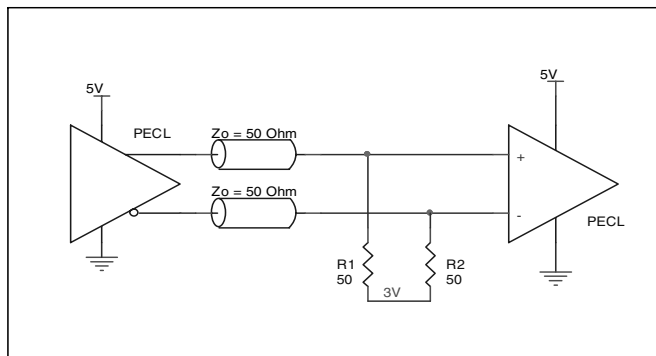 5V
PECL
Zo = 50 Ohm
Zo = 50 Ohm
5V
+
-
PECL
R1
50
R2
50
3V